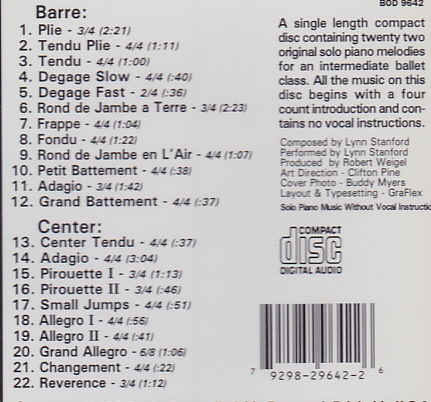 BOD 9642
Barre:
1. Plie - 3/4 (2:21)
2. Tendu Plie - 4/4 (1:11)
3. Tendu - 4/4 (1:00)
4. Degage Slow - 4/4 (:40)
5. Degage Fast - 2/4 (:36)
6. Rond de Jambe a Terre - 3/4 (2:23)
7. Frappe - 4/4 (1:04)
8. Fondu - 4/4 (1:22)
9. Rond de Jambe en L'Air - 4/4 (1:07)
10. Petit Battement - 4/4 (:38)
11. Adagio - 3/4 (1:42)
12. Grand Battement - 4/4 (:37)
Center:
13. Center Tendu - 4/4 (:37)
14. Adagio - 4/4 (3:04)
15. Pirouette I - 3/4 (1:13)
16. Pirouette II - 3/4 (:46)
17. Small Jumps - 4/4 (:51)
18. Allegro I - 4/4 (:56)
19. Allegro II - 4/4 (:41)
20. Grand Allegro - 6/8 (1:06)
21. Changement - 4/4 (:22)
22. Reverence - 3/4 (1:12)
A single length compact
disc containing twenty two
original solo piano melodies
for an intermediate ballet
class. All the music on this
disc begins with a four
count introduction and con-
tains no vocal instructions.
Composed by Lynn Stanford
Performed by Lynn Stanford
Produced by Robert Weigel
Art Direction - Clifton Pine
Cover Photo - Buddy Myers
Layout & Typesetting - GraFlex
Solo Piano Music Without Vocal Instructio
COMPACT
disc
DIGITAL AUDIO
7 9298-29642-2 6